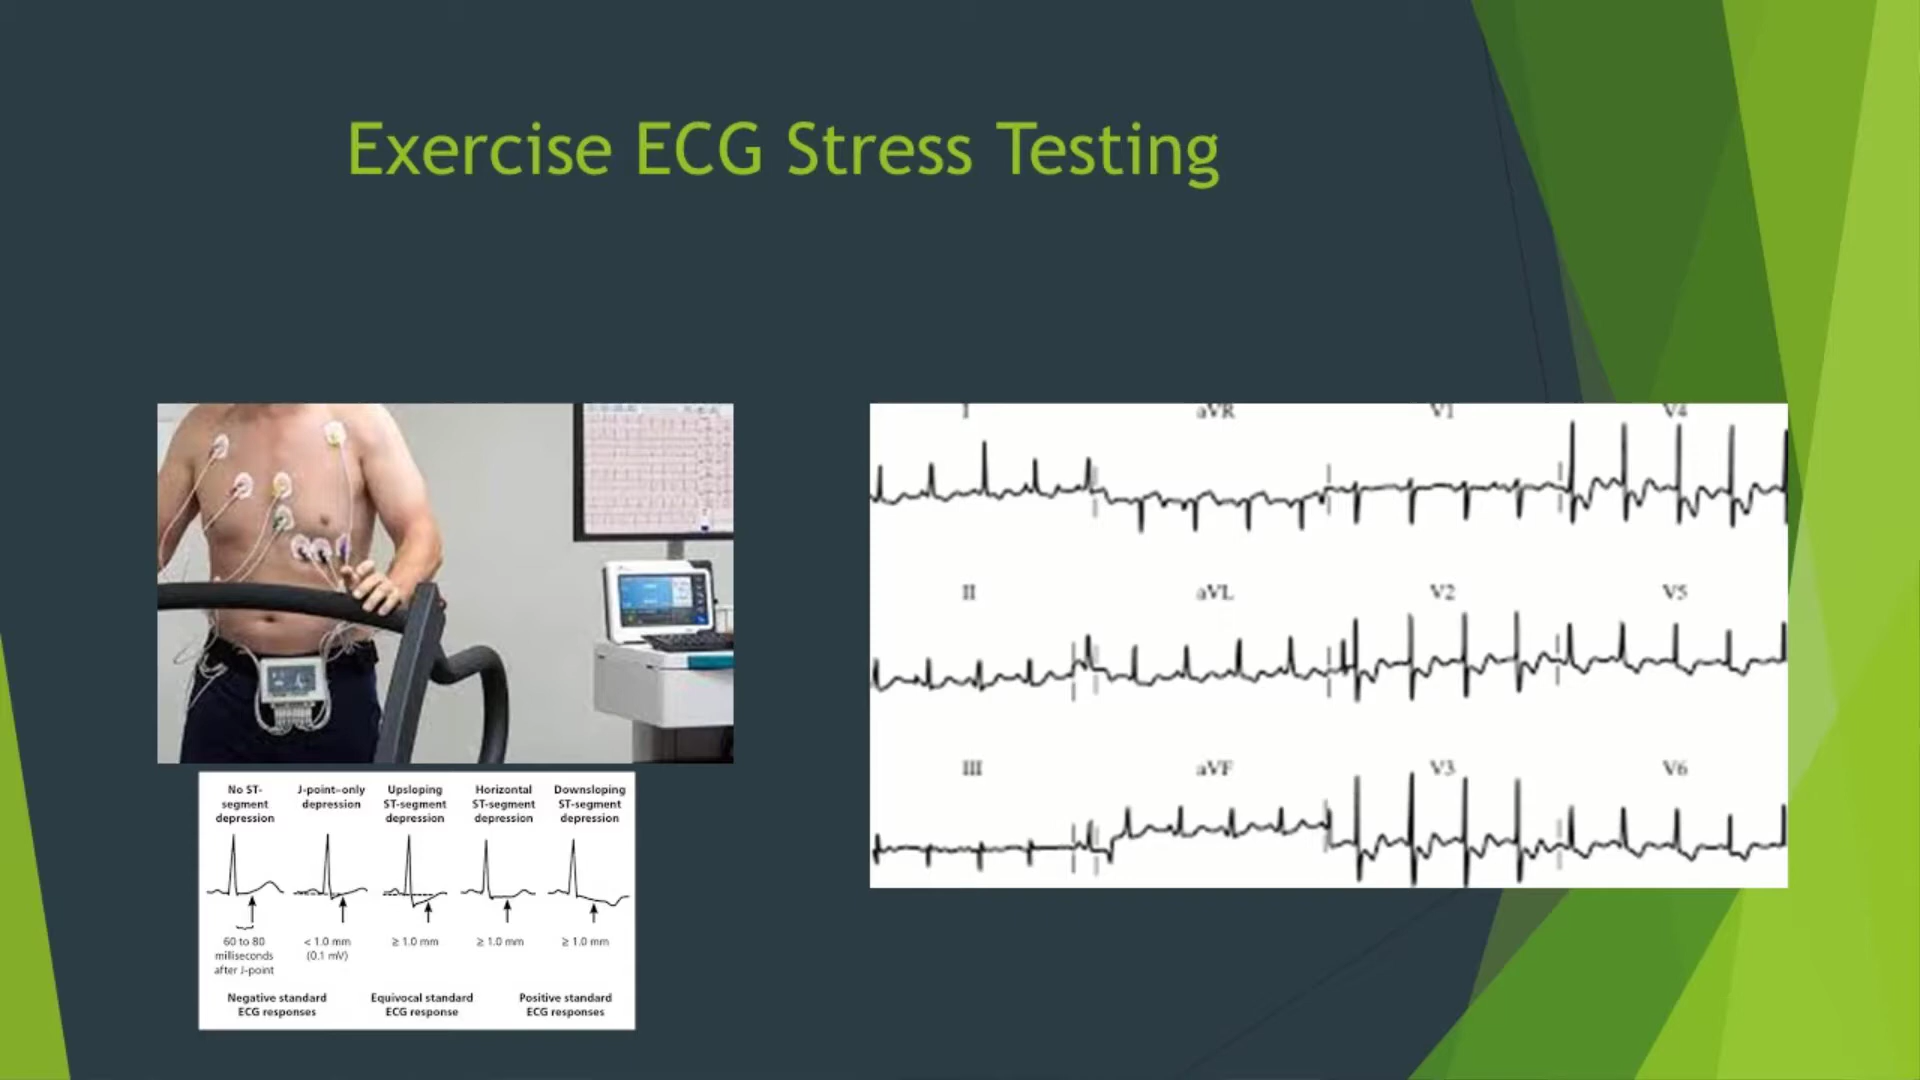 Exercise ECG Stress Testing
I aVR V1 V4
II aVL V2 V5
III aVF V3 V6
No ST-
segment
depression
J-point–only
depression
Upsloping
ST-segment
depression
Horizontal
ST-segment
depression
Downsloping
ST-segment
depression
60 to 80
milliseconds
after J-point
< 1.0 mm
(0.1 mV)
≥ 1.0 mm
≥ 1.0 mm
≥ 1.0 mm
Negative standard
ECG responses
Equivocal standard
ECG response
Positive standard
ECG responses